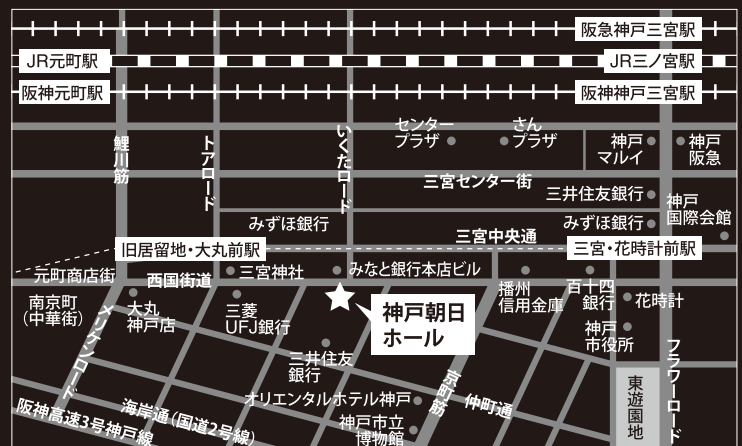 阪急神戸三宮駅
JR元町駅
JR三ノ宮駅
阪神元町駅
阪神神戸三宮駅
鯉川筋
トアロード
いくたロード
センター
プラザ
さん
プラザ
神戸
マルイ
神戸
阪急
三宮センター街
三井住友銀行
神戸
国際会館
みずほ銀行
みずほ銀行
三宮中央通
旧居留地・大丸前駅
三宮・花時計前駅
元町商店街
西国街道
三宮神社
みなと銀行本店ビル
播州
信用金庫
百十四
銀行
花時計
南京町
(中華街)
メリケンロード
大丸
神戸店
三菱
UFJ銀行
神戸朝日
ホール
神戸
市役所
フラワーロード
三井住友
銀行
オリエンタルホテル神戸
京町筋
仲町通
東遊園地
阪神高速3号神戸線
海岸通(国道2号線)
神戸市立
博物館